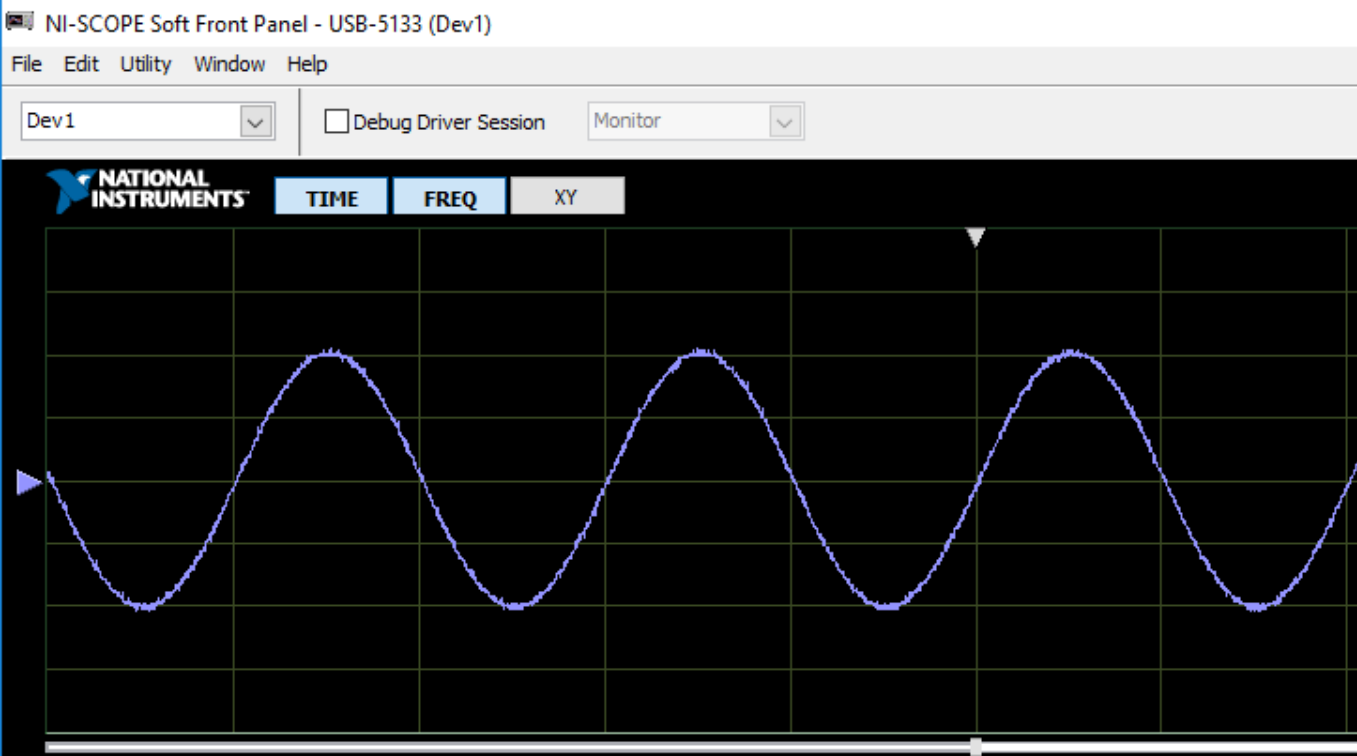 NI-SCOPE Soft Front Panel - USB-5133 (Dev1)
File Edit Utility Window Help
Dev1 Debug Driver Session Monitor
NATIONAL
INSTRUMENTS
TIME FREQ XY